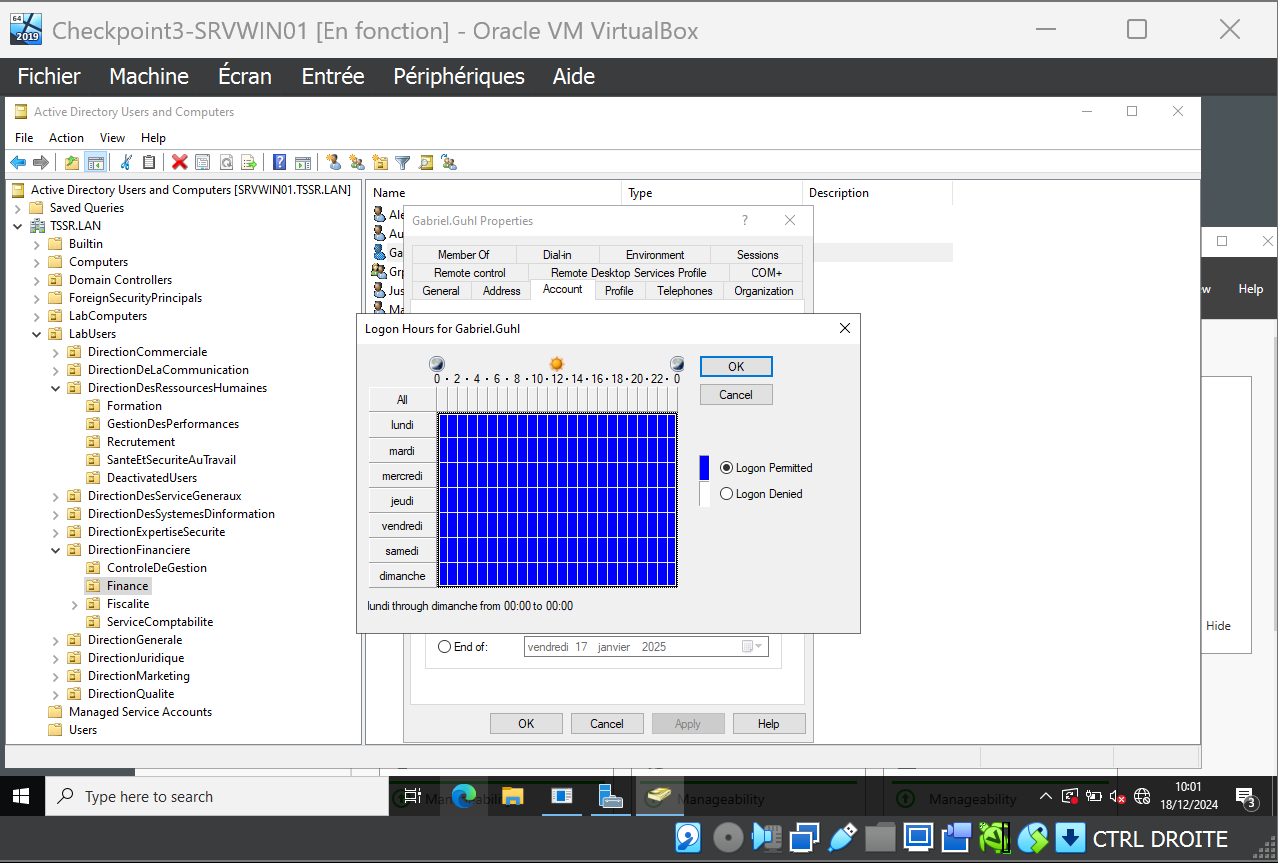 Checkpoint3-SRVWIN01 [En fonction] - Oracle VM VirtualBox
Fichier Machine Écran Entrée Périphériques Aide
Active Directory Users and Computers
File Action View Help
Active Directory Users and Computers [SRVWIN01.TSSR.LAN]
Saved Queries
TSSR.LAN
Builtin
Computers
Domain Controllers
ForeignSecurityPrincipals
LabComputers
LabUsers
DirectionCommerciale
DirectionDeLaCommunication
DirectionDesRessourcesHumaines
Formation
GestionDesPerformances
Recrutement
SanteEtSecuriteAuTravail
DeactivatedUsers
DirectionDesServiceGeneraux
DirectionDesSystemesDinformation
DirectionExpertiseSecurite
DirectionFinanciere
ControleDeGestion
Finance
Fiscalite
ServiceComptabilite
DirectionGenerale
DirectionJuridique
DirectionMarketing
DirectionQualite
Managed Service Accounts
Users
Name Type Description
Ale
Au
Ga
Grp
Jus
Ma
Gabriel.Guhl Properties ?
Member Of Dial-in Environment Sessions
Remote control Remote Desktop Services Profile COM+
General Address Account Profile Telephones Organization
Logon Hours for Gabriel.Guhl
0 · 2 · 4 · 6 · 8 · 10 · 12 · 14 · 16 · 18 · 20 · 22 · 0
All
lundi
mardi
mercredi
jeudi
vendredi
samedi
dimanche
lundi through dimanche from 00:00 to 00:00
OK
Cancel
Logon Permitted
Logon Denied
End of: vendredi 17 janvier 2025
OK Cancel Apply Help
Help
Hide
Type here to search
Manageability
Manageability
10:01
18/12/2024
3
CTRL DROITE
64
2019